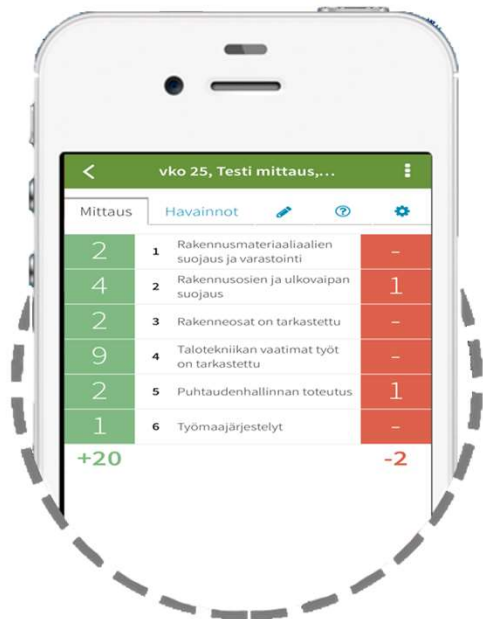 vko 25, Testi mittaus,...
Mittaus Havainnot
2 1 Rakennusmateriaaliaalien
suojaus ja varastointi -
4 2 Rakennusosien ja ulkovaipan
suojaus 1
2 3 Rakenneosat on tarkastettu -
9 4 Talotekniikan vaatimat työt
on tarkastettu -
2 5 Puhtaudenhallinnan toteutus 1
1 6 Työmaajärjestelyt -
+20 -2